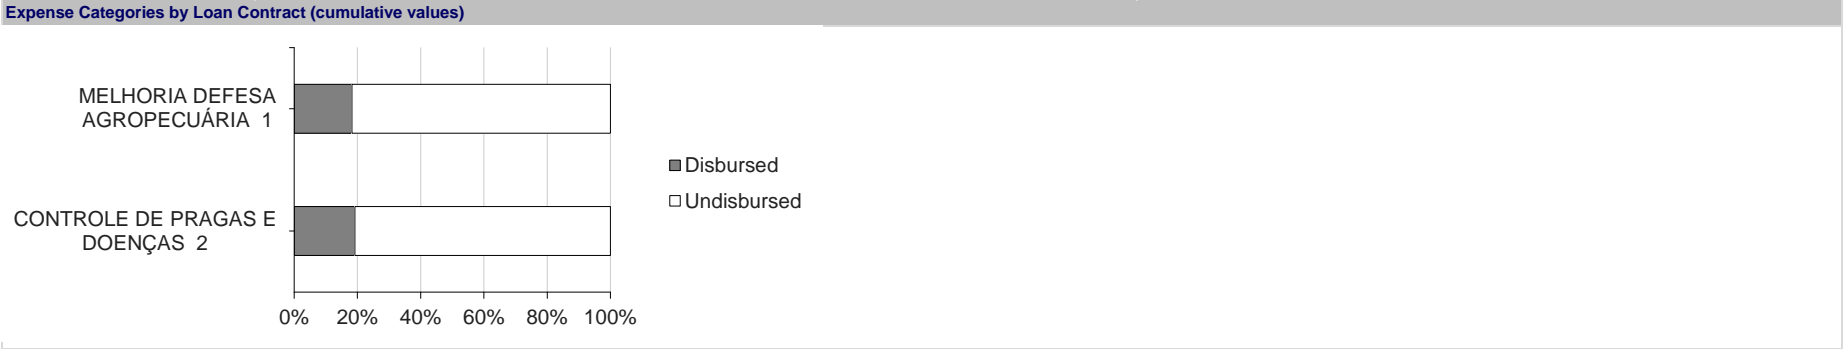 Expense Categories by Loan Contract (cumulative values)
MELHORIA DEFESA
AGROPECUÁRIA  1
CONTROLE DE PRAGAS E
DOENÇAS  2
Disbursed
Undisbursed
0% 20% 40% 60% 80% 100%